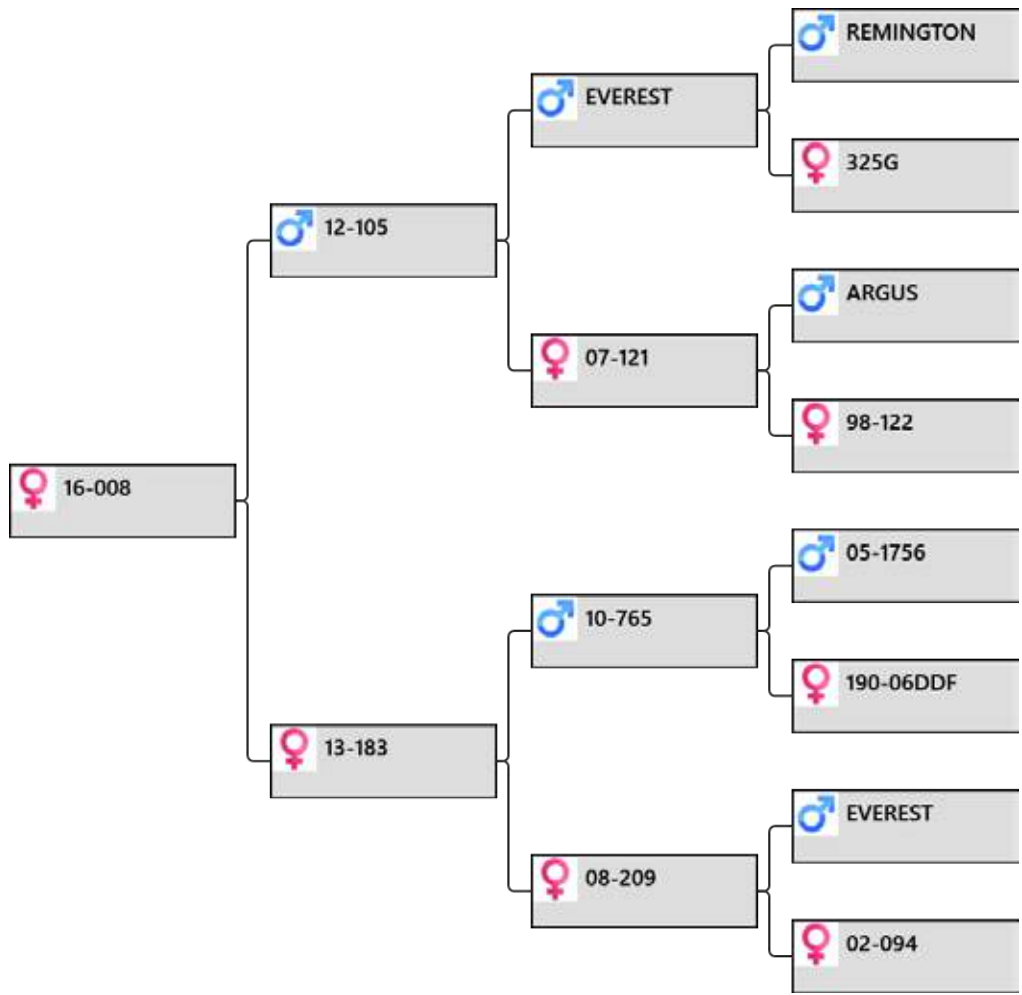 REMINGTON
EVEREST
325G
12-105
ARGUS
07-121
98-122
16-008
05-1756
10-765
190-06DDF
13-183
EVEREST
08-209
02-094